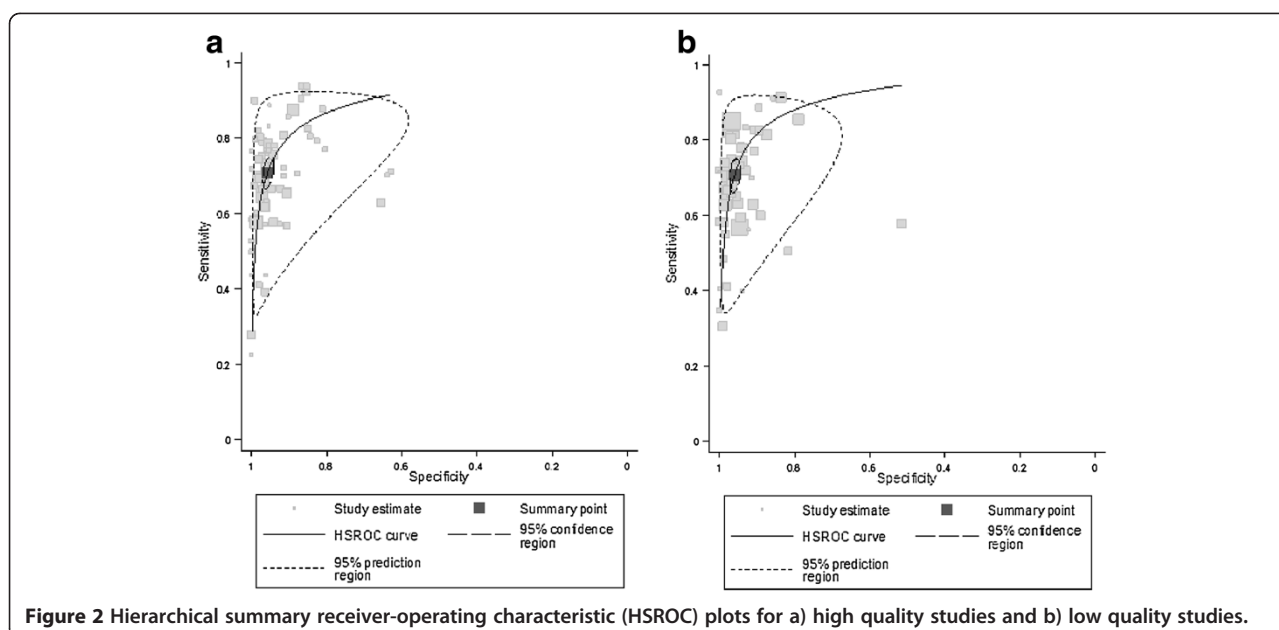 a
1
0.8
0.6
0.4
0.2
0
Sensitivity
1
0.8
0.6
0.4
0.2
0
Specificity
Study estimate
Summary point
HSROC curve
95% confidence
region
95% prediction
region
b
1
0.8
0.6
0.4
0.2
0
Sensitivity
1
0.8
0.6
0.4
0.2
0
Specificity
Study estimate
Summary point
HSROC curve
95% confidence
region
95% prediction
region
Figure 2 Hierarchical summary receiver-operating characteristic (HSROC) plots for a) high quality studies and b) low quality studies.